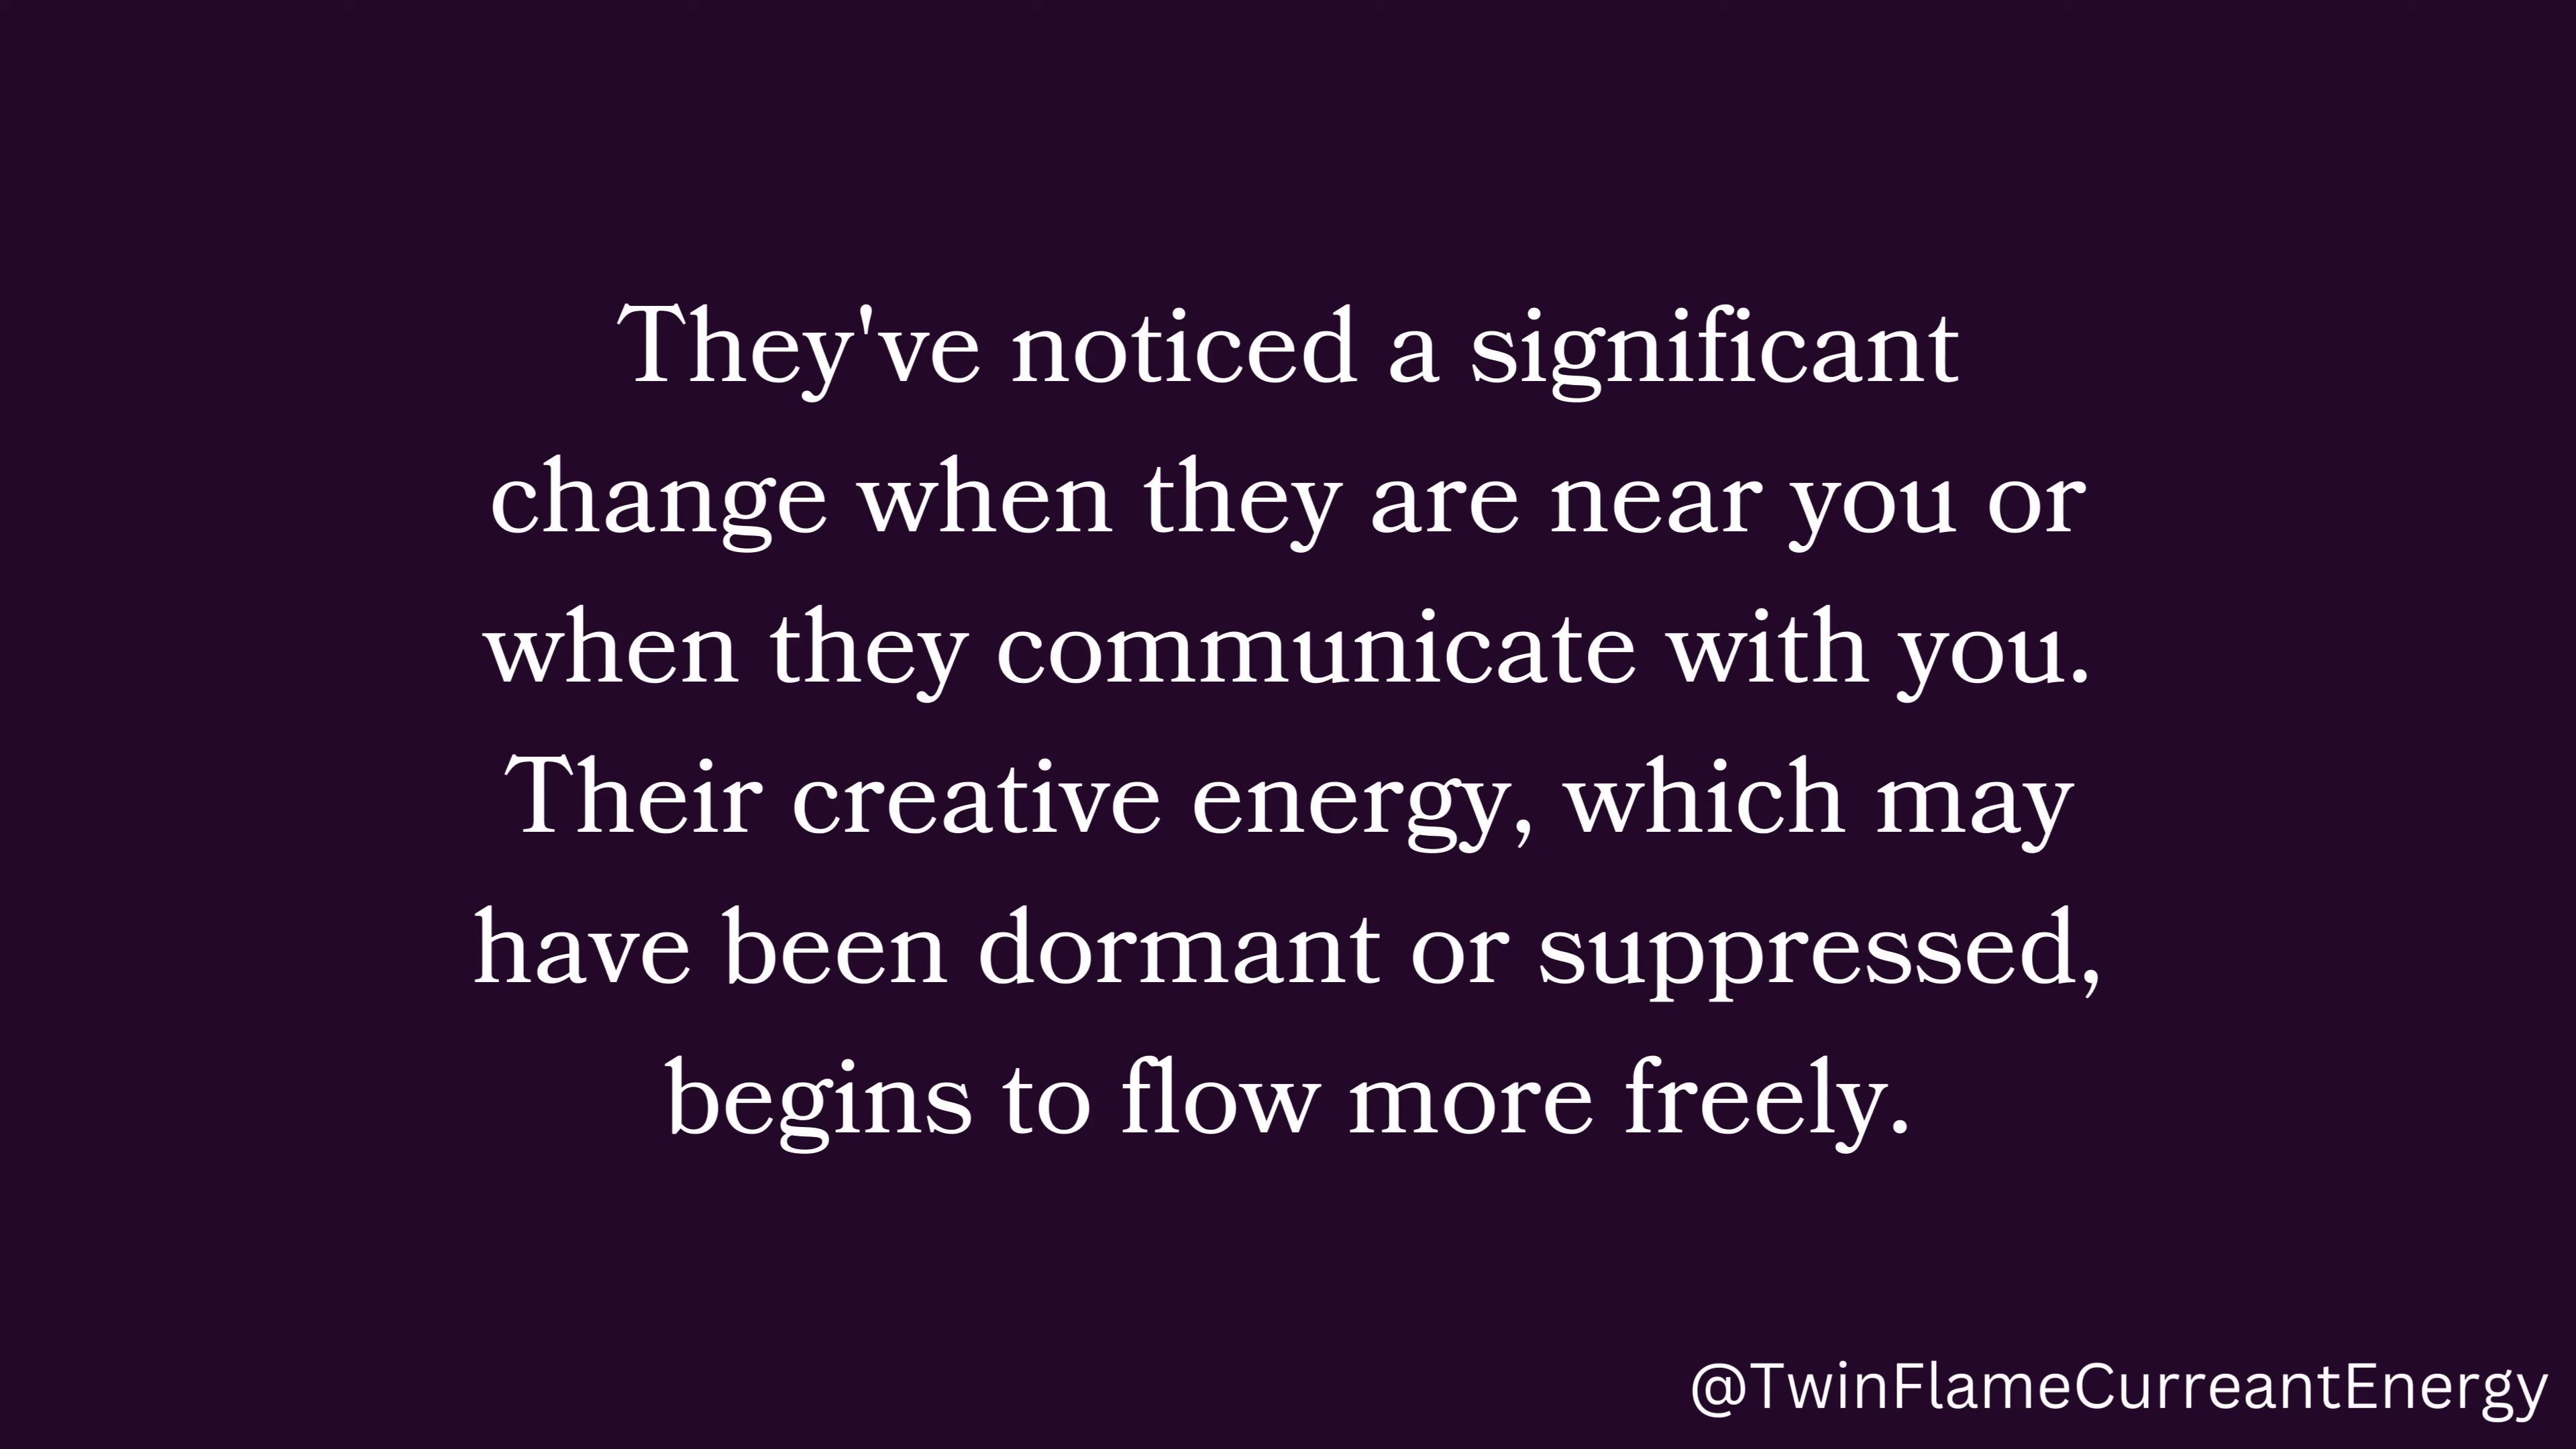 They've noticed a significant
change when they are near you or
when they communicate with you.
Their creative energy, which may
have been dormant or suppressed,
begins to flow more freely.
@TwinFlameCurreantEnergy